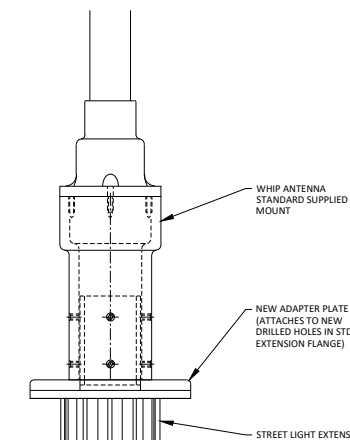 WHIP ANTENNA
STANDARD SUPPLIED
MOUNT
NEW ADAPTER PLATE
(ATTACHES TO NEW
DRILLED HOLES IN STD
EXTENSION FLANGE)
STREET LIGHT EXTENS